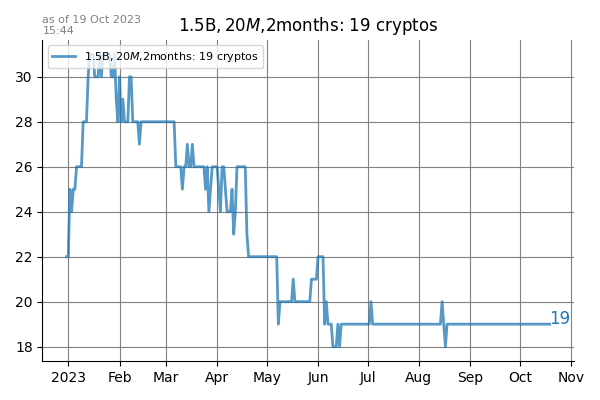 as of 19 Oct 2023
15:44
1.5B, 20M,2months: 19 cryptos
1.5B, 20M,2months: 19 cryptos
30
28
26
24
22
20
18
19
2023 Feb Mar Apr May Jun Jul Aug Sep Oct Nov